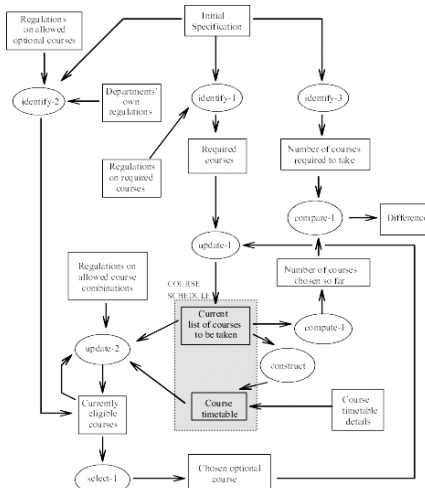 Regulations
on allowed
optional courses
Initial
Specification
identify-2
Departments'
own
regulations
identify-1
identify-3
Regulations
on required
courses
Required
courses
Number of courses
required to take
compare-1
Difference
update-1
Regulations on
allowed course
combinations
COURSE
SCHEDULE
Number of courses
chosen so far
Current
list of courses
to be taken
compute-1
update-2
construct
Currently
eligible
courses
Course
timetable
Course
timetable
details
select-1
Chosen optional
course